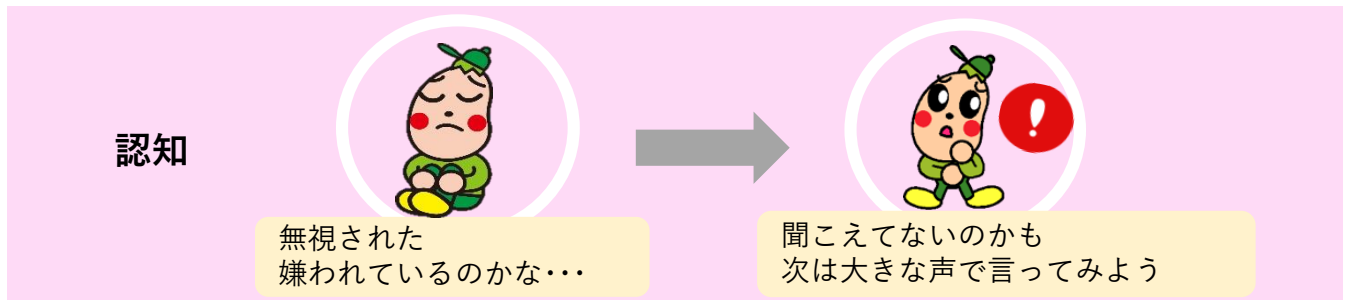 認知
無視された
嫌われているのかな･･･
聞こえてないのかも
次は大きな声で言ってみよう
!